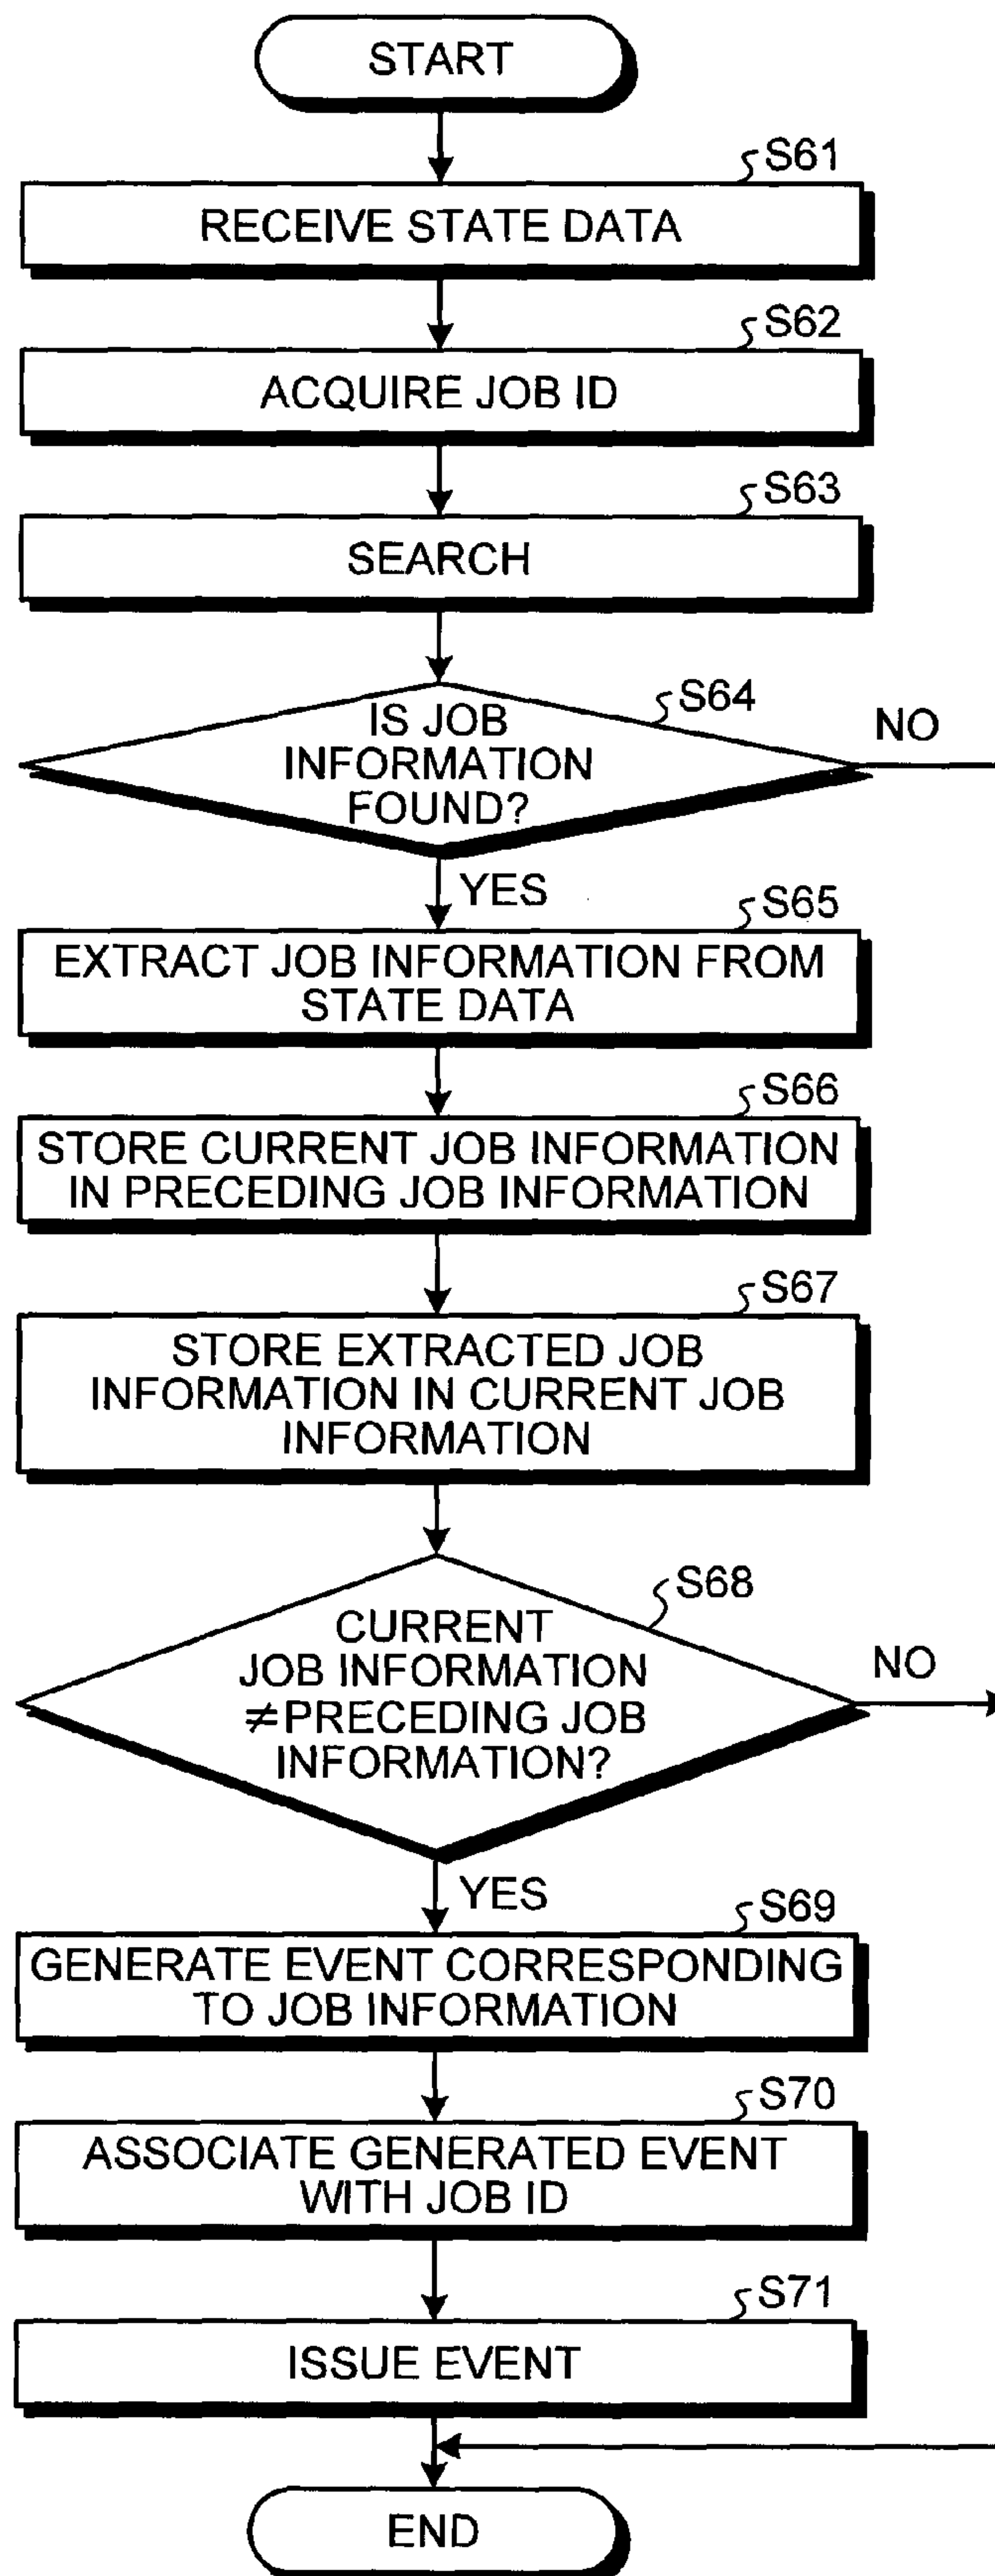 START
S61
RECEIVE STATE DATA
S62
ACQUIRE JOB ID
S63
SEARCH
S64
IS JOB
INFORMATION
FOUND?
NO
YES
S65
EXTRACT JOB INFORMATION FROM
STATE DATA
S66
STORE CURRENT JOB INFORMATION
IN PRECEDING JOB INFORMATION
S67
STORE EXTRACTED JOB
INFORMATION IN CURRENT JOB
INFORMATION
S68
CURRENT
JOB INFORMATION
≠PRECEDING JOB
INFORMATION?
NO
YES
S69
GENERATE EVENT CORRESPONDING
TO JOB INFORMATION
S70
ASSOCIATE GENERATED EVENT
WITH JOB ID
S71
ISSUE EVENT
END